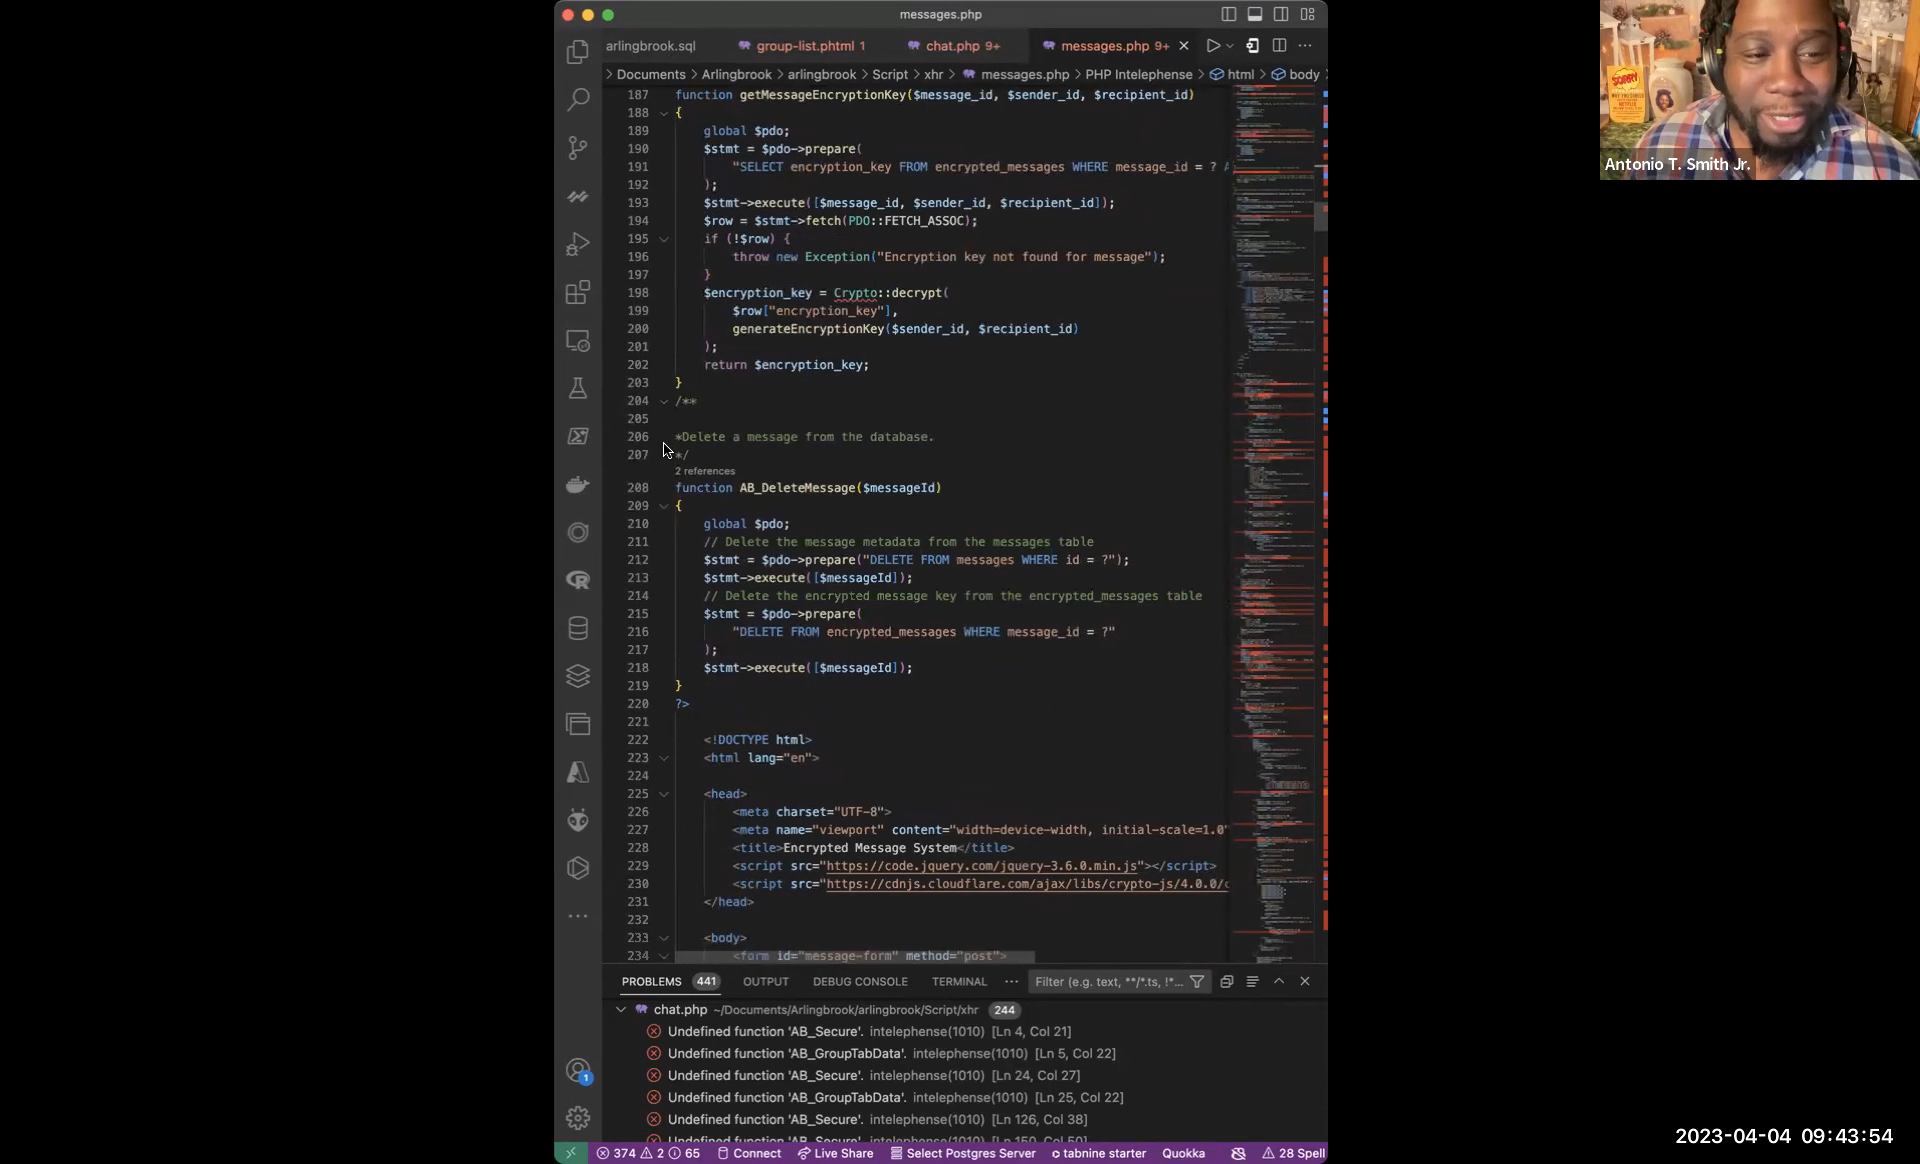 messages.php
arlingbrook.sql group-list.phtml 1 chat.php 9+ messages.php 9+
> Documents > Arlingbrook > arlingbrook > Script > xhr > messages.php > PHP Intelephense > html > body >
187 function getMessageEncryptionKey($message_id, $sender_id, $recipient_id)
188 {
189 global $pdo;
190 $stmt = $pdo->prepare(
191 "SELECT encryption_key FROM encrypted_messages WHERE message_id = ? A
192 );
193 $stmt->execute([$message_id, $sender_id, $recipient_id]);
194 $row = $stmt->fetch(PDO::FETCH_ASSOC);
195 if (!$row) {
196 throw new Exception("Encryption key not found for message");
197 }
198 $encryption_key = Crypto::decrypt(
199 $row["encryption_key"],
200 generateEncryptionKey($sender_id, $recipient_id)
201 );
202 return $encryption_key;
203 }
204 /**
205
206 *Delete a message from the database.
207 */
2 references
208 function AB_DeleteMessage($messageId)
209 {
210 global $pdo;
211 // Delete the message metadata from the messages table
212 $stmt = $pdo->prepare("DELETE FROM messages WHERE id = ?");
213 $stmt->execute([$messageId]);
214 // Delete the encrypted message key from the encrypted_messages table
215 $stmt = $pdo->prepare(
216 "DELETE FROM encrypted_messages WHERE message_id = ?"
217 );
218 $stmt->execute([$messageId]);
219 }
220 ?>
221
222 <!DOCTYPE html>
223 <html lang="en">
224
225 <head>
226 <meta charset="UTF-8">
227 <meta name="viewport" content="width=device-width, initial-scale=1.0"
228 <title>Encrypted Message System</title>
229 <script src="https://code.jquery.com/jquery-3.6.0.min.js"></script>
230 <script src="https://cdnjs.cloudflare.com/ajax/libs/crypto-js/4.0.0/c
231 </head>
232
233 <body>
234 <form id="message-form" method="post">
PROBLEMS 441 OUTPUT DEBUG CONSOLE TERMINAL ··· Filter (e.g. text, **/*.ts, !*...
chat.php ~/Documents/Arlingbrook/arlingbrook/Script/xhr 244
Undefined function 'AB_Secure'. intelephense(1010) [Ln 4, Col 21]
Undefined function 'AB_GroupTabData'. intelephense(1010) [Ln 5, Col 22]
Undefined function 'AB_Secure'. intelephense(1010) [Ln 24, Col 27]
Undefined function 'AB_GroupTabData'. intelephense(1010) [Ln 25, Col 22]
Undefined function 'AB_Secure'. intelephense(1010) [Ln 126, Col 38]
Undefined function 'AB_Secure'. intelephense(1010) [Ln 150, Col 50]
1
374 2 65 Connect Live Share Select Postgres Server tabnine starter Quokka 28 Spell
SORRY
Antonio T. Smith Jr.
2023-04-04 09:43:54